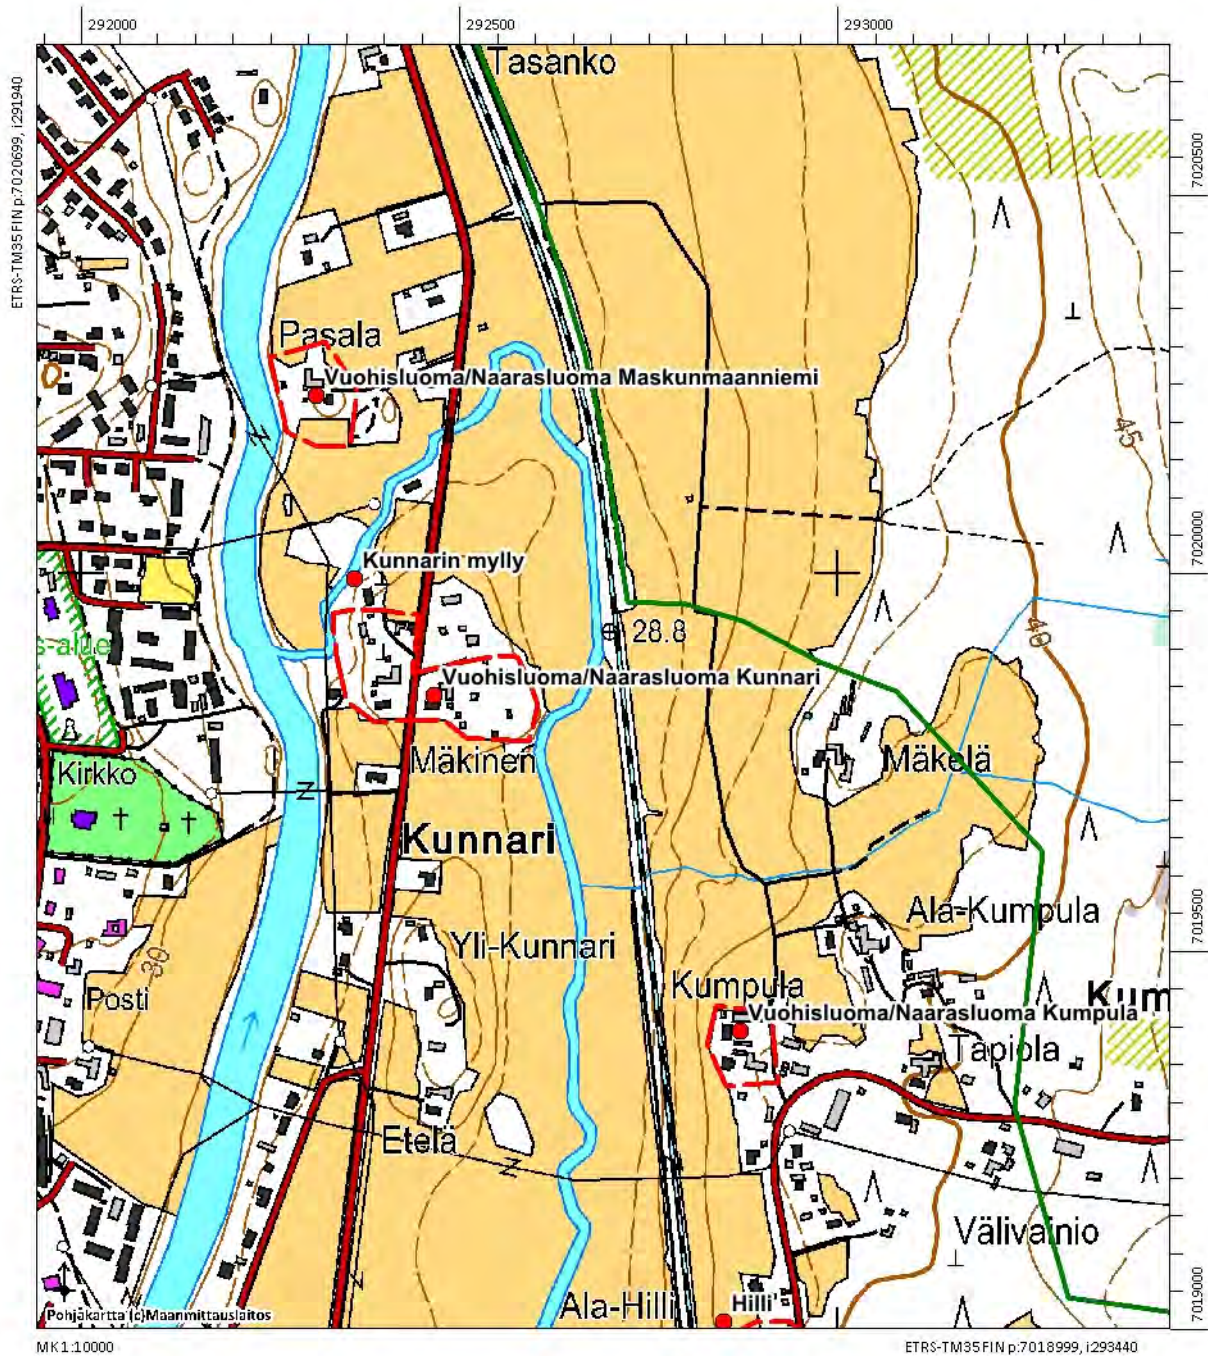 292000
292500
293000
ETRS-TM35FIN p:7020699, i:291940
Tasanko
7020500
Pasala
Vuohisluoma/Naarasluoma Maskunmaanniemi
45
7020000
Kunnarin mylly
28.8
40
s-alue
Vuohisluoma/Naarasluoma Kunnari
Kirkko
Mäkinen
Mäkelä
Kunnari
Ala-Kumpula
7019500
Yli-Kunnari
30
Posti
Kumpula
Kum
Vuohisluoma/Naarasluoma Kumpula
Tapiola
Etelä
Välivainio
7019000
Ala-Hilli
Hilli
Pohjakartta (c)Maanmittauslaitos
MK 1:10000
ETRS-TM35FIN p:7018999, i:293440